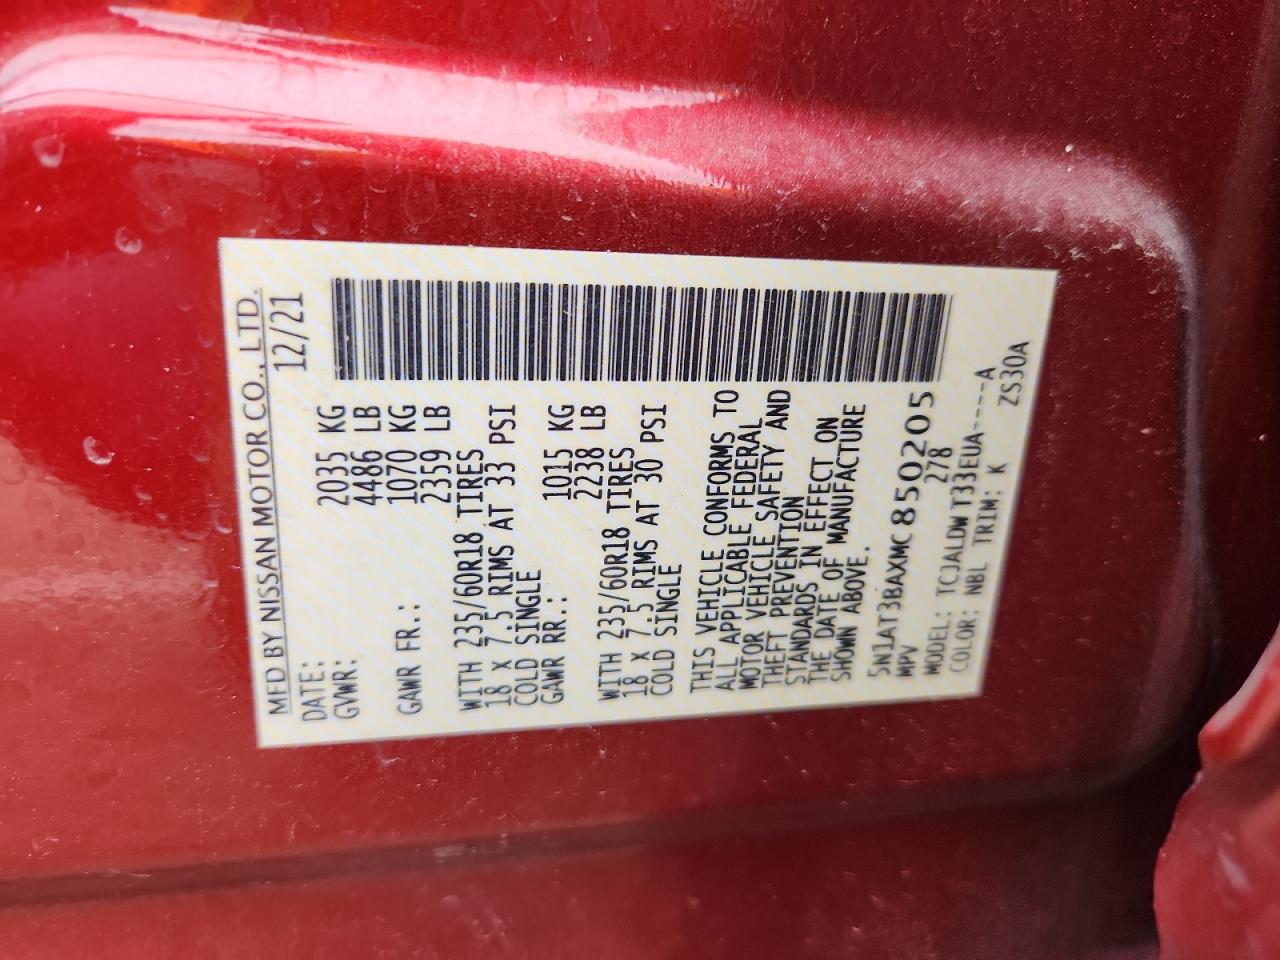 MFD BY NISSAN MOTOR CO., LTD.
DATE: 12/21
GVWR: 2035 KG
4486 LB
GAWR FR.: 1070 KG
2359 LB
WITH 235/60R18 TIRES
18 X 7.5 RIMS AT 33 PSI
COLD SINGLE
GAWR RR.: 1015 KG
2238 LB
WITH 235/60R18 TIRES
18 X 7.5 RIMS AT 30 PSI
COLD SINGLE
THIS VEHICLE CONFORMS TO
ALL APPLICABLE FEDERAL
MOTOR VEHICLE SAFETY AND
THEFT PREVENTION
STANDARDS IN EFFECT ON
THE DATE OF MANUFACTURE
SHOWN ABOVE.
5N1AT3BAXMC850205
MPV 278
MODEL: TCJALDWT33EUA----A
COLOR: NBL TRIM: K ZS30A